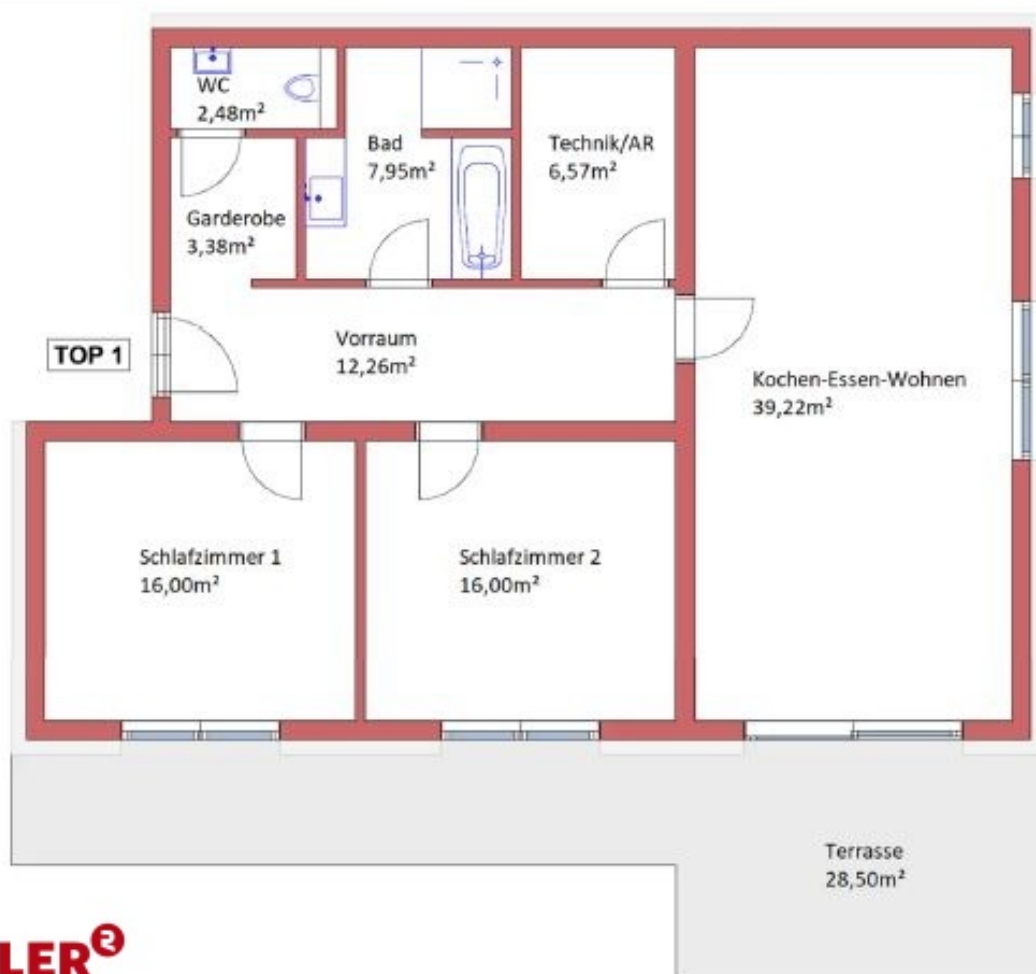 WC
2,48m²
Bad
7,95m²
Technik/AR
6,57m²
Garderobe
3,38m²
TOP 1
Vorraum
12,26m²
Kochen-Essen-Wohnen
39,22m²
Schlafzimmer 1
16,00m²
Schlafzimmer 2
16,00m²
Terrasse
28,50m²
LER